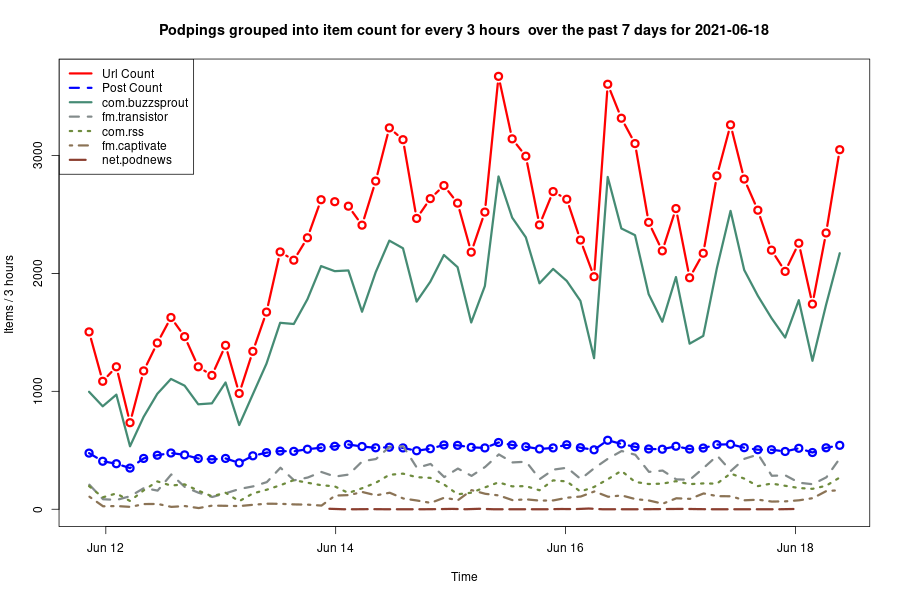 Podpings grouped into item count for every 3 hours  over the past 7 days for 2021-06-18
Url Count
Post Count
com.buzzsprout
fm.transistor
com.rss
fm.captivate
net.podnews
3000
2000
1000
0
Items / 3 hours
Jun 12
Jun 14
Jun 16
Jun 18
Time